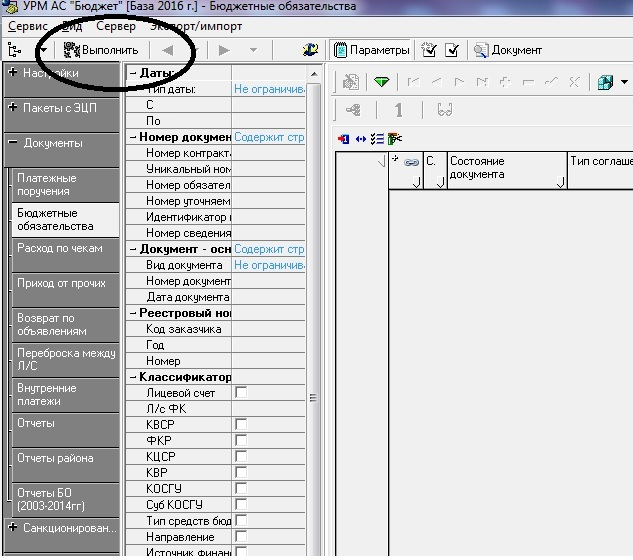 УРМ АС "Бюджет" [База 2016 г.] - Бюджетные обязательства
Сервис Вид Сервер Экспорт/импорт
Выполнить Параметры Документ
Настройки
Пакеты с ЭЦП
Документы
Платежные
поручения
Бюджетные
обязательства
Расход по чекам
Приход от прочих
Возврат по
объявлениям
Переброска между
Л/С
Внутренние
платежи
Отчеты
Отчеты района
Отчеты БО
(2003-2014гг)
Санкционирован...
Даты:
Тип даты: Не ограничива
С
По
Номер докумен Содержит стр
Номер контракт
Уникальный ном
Номер обязател
Номер уточняем
Идентификатор
Номер сведения
Документ - осн Содержит стр
Вид документа Не ограничива
Номер документ
Дата документа
Реестровый но
Код заказчика
Год
Номер
Классификатор
Лицевой счет
Л/с ФК
КВСР
ФКР
КЦСР
КВР
КОСГУ
Суб КОСГУ
Тип средств бюд
Направление
Источник финан
1
С. Состояние
документа
Тип соглаше